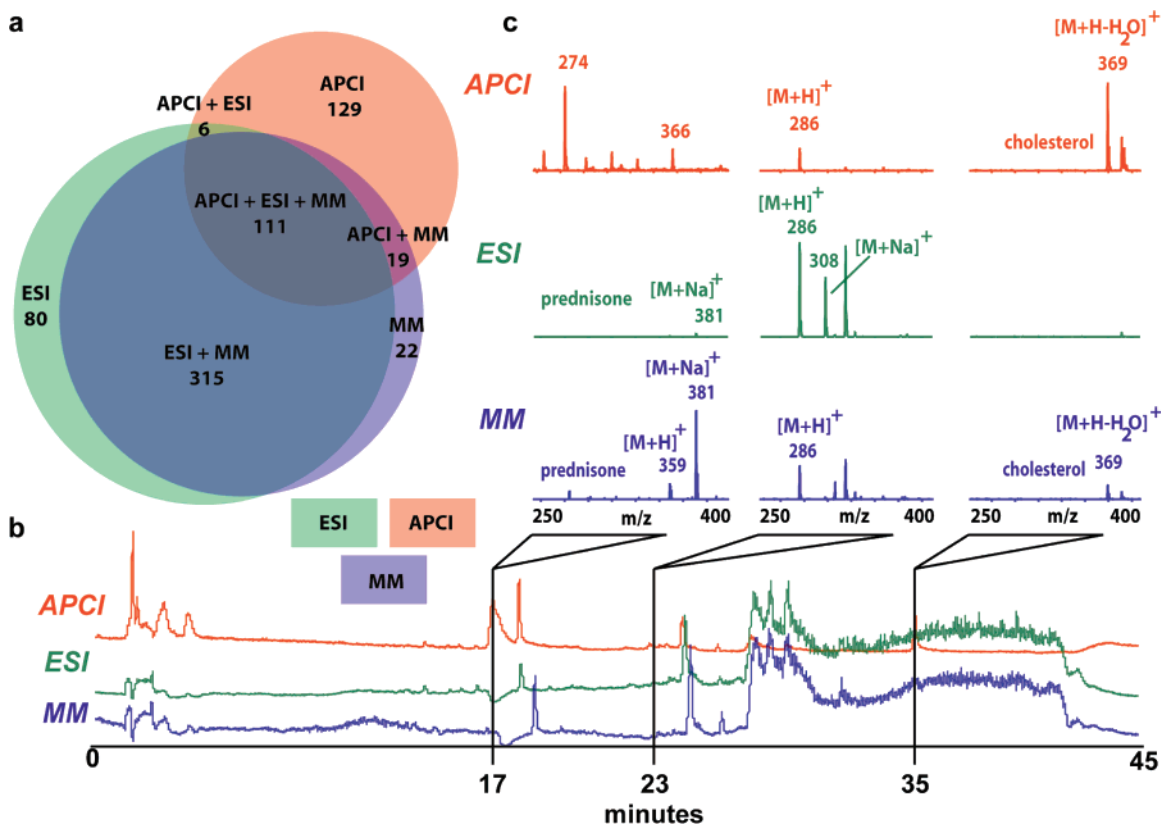 a
APCI
129
APCI + ESI
6
APCI + ESI + MM
111
APCI + MM
19
ESI
80
MM
22
ESI + MM
315
c
APCI
274
366
[M+H]+
286
[M+H-H2O]+
369
cholesterol
ESI
prednisone
[M+Na]+
381
[M+H]+
286
308
[M+Na]+
MM
prednisone
[M+H]+
359
[M+Na]+
381
[M+H]+
286
[M+H-H2O]+
369
cholesterol
250 m/z 400
250 m/z 400
250 m/z 400
b
ESI
APCI
MM
APCI
ESI
MM
0 17 23 35 45
minutes